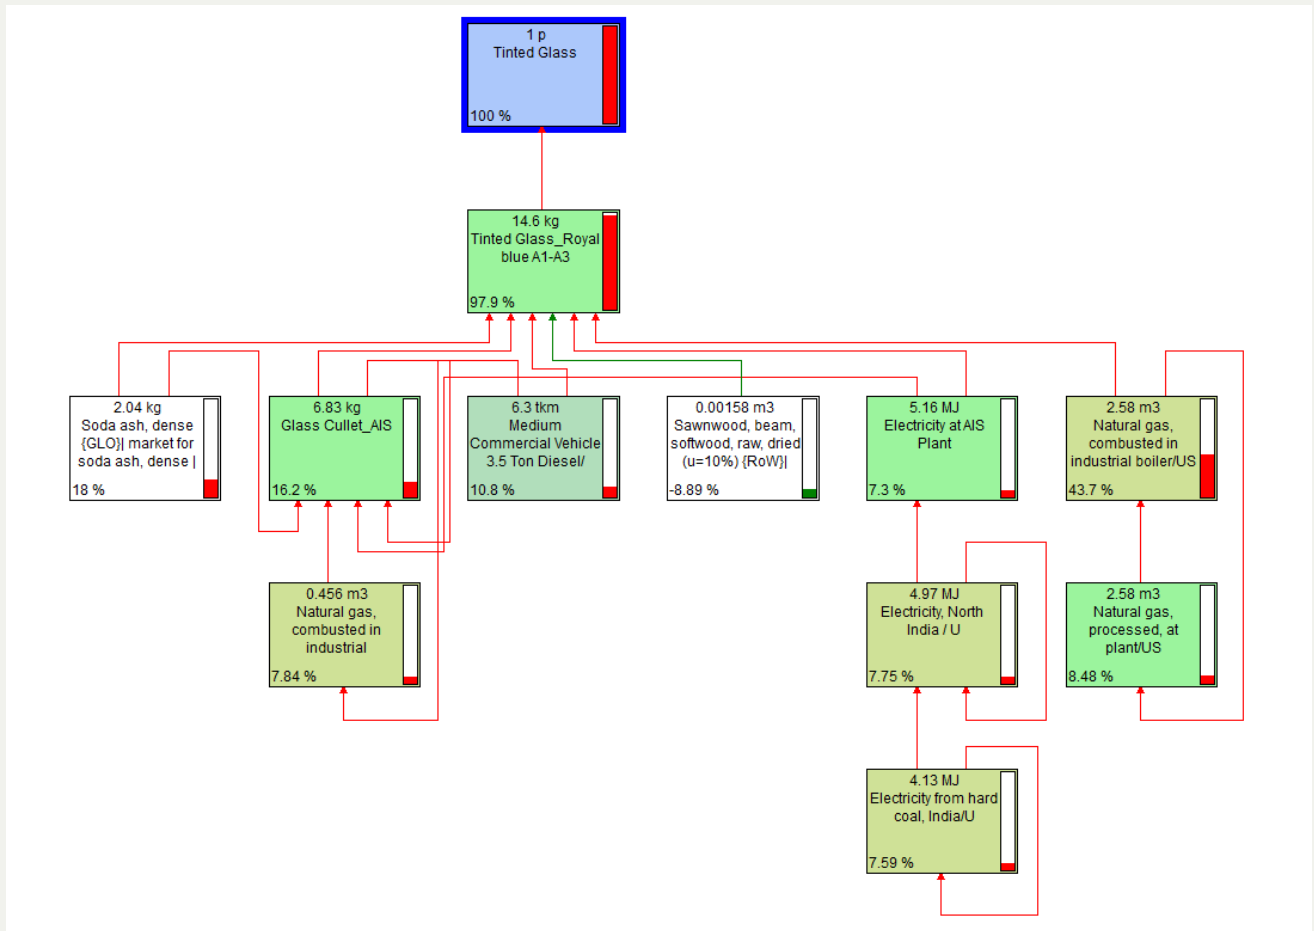 1 p
Tinted Glass
100 %
14.6 kg
Tinted Glass_Royal
blue A1-A3
97.9 %
2.04 kg
Soda ash, dense
{GLO}| market for
soda ash, dense |
18 %
6.83 kg
Glass Cullet_AIS
16.2 %
6.3 tkm
Medium
Commercial Vehicle
3.5 Ton Diesel/
10.8 %
0.00158 m3
Sawnwood, beam,
softwood, raw, dried
(u=10%) {RoW}|
-8.89 %
5.16 MJ
Electricity at AIS
Plant
7.3 %
2.58 m3
Natural gas,
combusted in
industrial boiler/US
43.7 %
0.456 m3
Natural gas,
combusted in
industrial
7.84 %
4.97 MJ
Electricity, North
India / U
7.75 %
2.58 m3
Natural gas,
processed, at
plant/US
8.48 %
4.13 MJ
Electricity from hard
coal, India/U
7.59 %